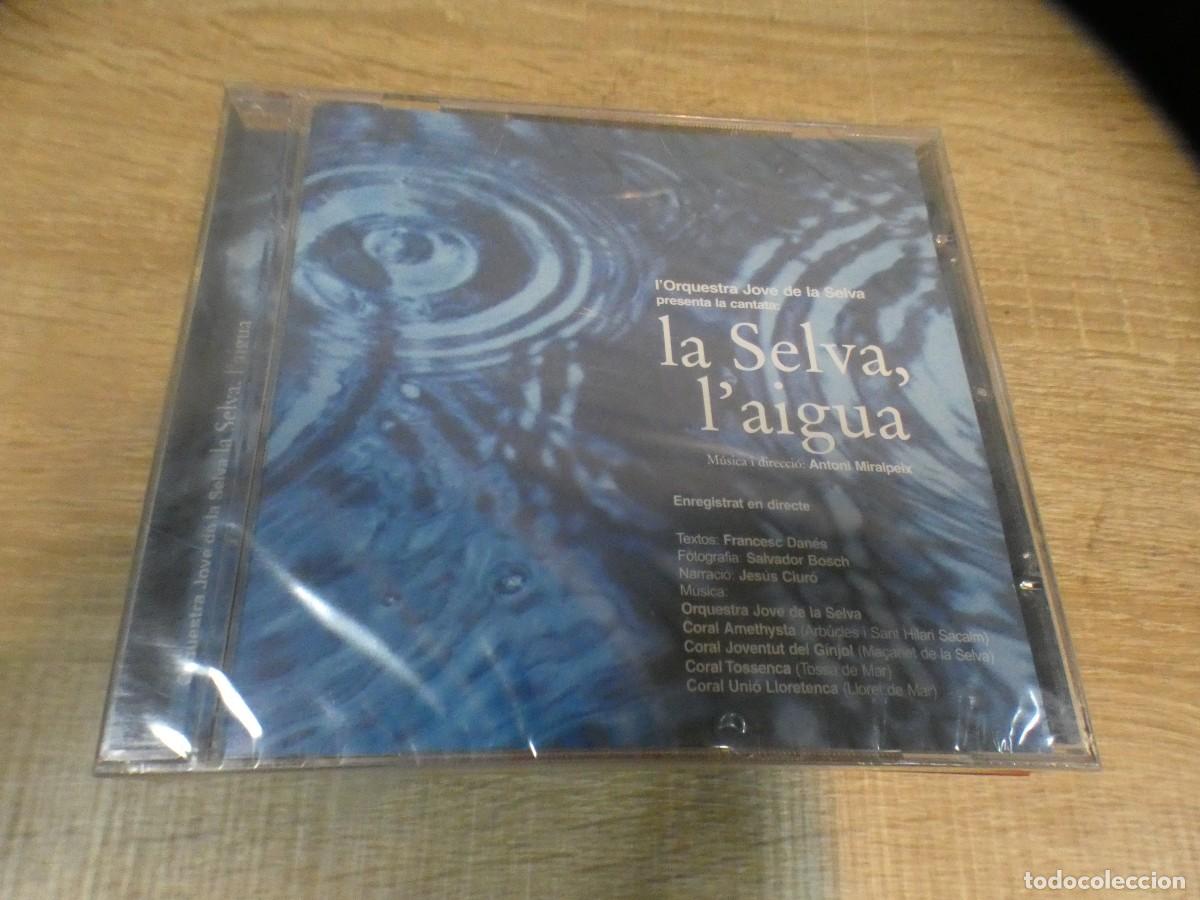 l'Orquestra Jove de la Selva
presenta la cantata:
la Selva,
l'aigua
Música i direcció: Antoni Miralpeix
Enregistrat en directe
Textos: Francesc Danés
Fotografia: Salvador Bosch
Narració: Jesús Ciuró
Música:
Orquestra Jove de la Selva
Coral Amethysta (Arbúcies i Sant Hilari Sacalm)
Coral Joventut del Ginjol (Maçanet de la Selva)
Coral Tossenca (Tossa de Mar)
Coral Unió Lloretenca (Lloret de Mar)
Jove de la Selva la Selva, l'aigua
todocoleccion